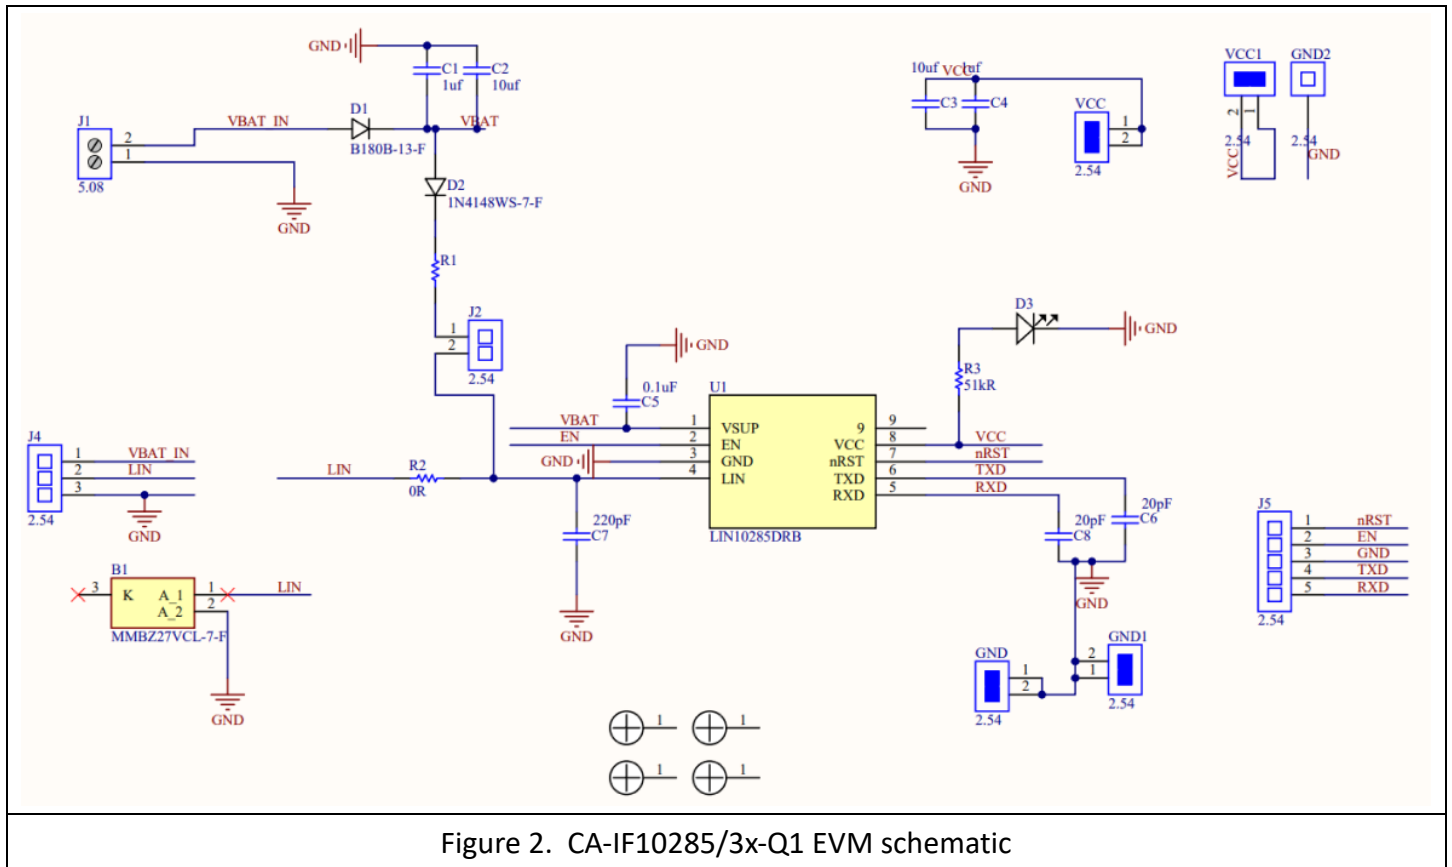 GND
C1
1uf
C2
10uf
J1
2
1
5.08
VBAT_IN
D1
B180B-13-F
VBAT
GND
D2
1N4148WS-7-F
R1
J2
1
2
2.54
10uf
VCC
1uf
C3
C4
GND
VCC
1
2
2.54
VCC1
2
1
2.54
VCC
GND2
2.54
GND
D3
GND
R3
51kR
GND
0.1uF
C5
U1
VBAT
1
VSUP
EN
2
EN
GND
3
GND
4
LIN
9
9
VCC
8
VCC
nRST
7
nRST
TXD
6
TXD
RXD
5
RXD
LIN10285DRB
J4
1
VBAT_IN
2
LIN
3
2.54
GND
LIN
R2
0R
220pF
C7
GND
20pF
C6
20pF
C8
GND
J5
1
nRST
2
EN
3
GND
4
TXD
5
RXD
2.54
B1
3
K
A_1
1
A_2
2
LIN
MMBZ27VCL-7-F
GND
GND
1
2
2.54
GND1
2
1
2.54
1
1
1
1
Figure 2. CA-IF10285/3x-Q1 EVM schematic